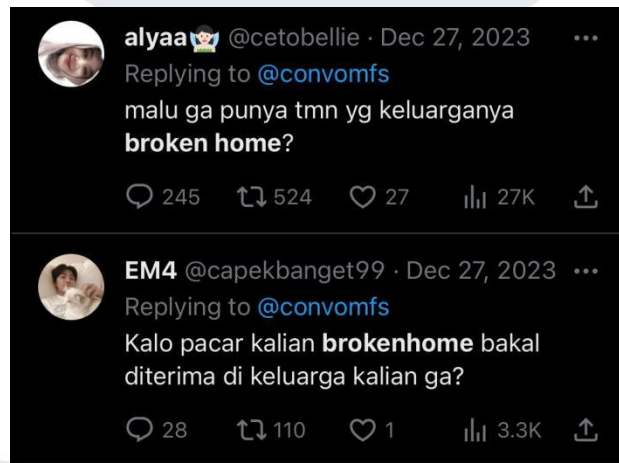 alyaa🧚🏻‍♀️ @cetobellie · Dec 27, 2023 ...
Replying to @convomfs
malu ga punya tmn yg keluarganya
broken home?
245 524 27 27K
EM4 @capekbanget99 · Dec 27, 2023 ...
Replying to @convomfs
Kalo pacar kalian brokenhome bakal
diterima di keluarga kalian ga?
28 110 1 3.3K